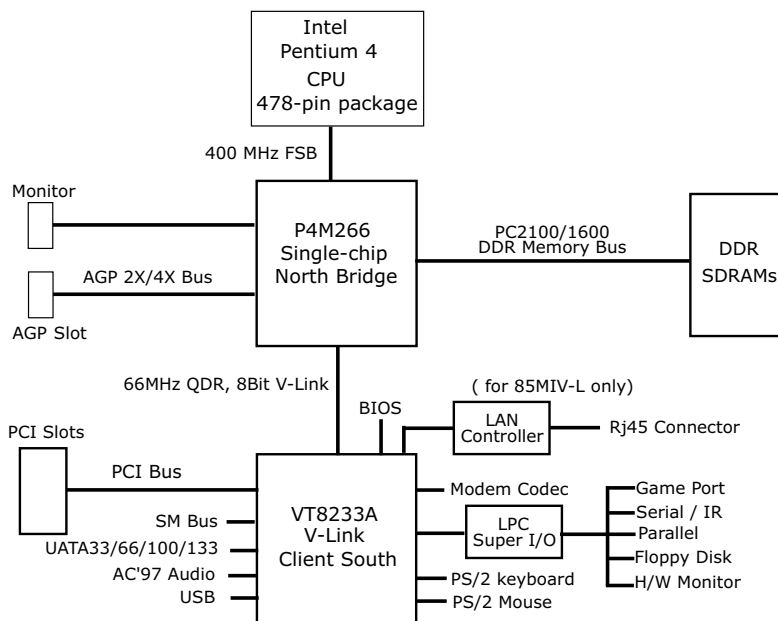 Intel
Pentium 4
CPU
478-pin package
400 MHz FSB
Monitor
P4M266
Single-chip
North Bridge
PC2100/1600
DDR Memory Bus
DDR
SDRAMs
AGP 2X/4X Bus
AGP Slot
66MHz QDR, 8Bit V-Link
( for 85MIV-L only)
BIOS
LAN
Controller
Rj45 Connector
PCI Slots
PCI Bus
VT8233A
V-Link
Client South
Modem Codec
LPC
Super I/O
Game Port
Serial / IR
Parallel
Floppy Disk
H/W Monitor
SM Bus
UATA33/66/100/133
AC'97 Audio
USB
PS/2 keyboard
PS/2 Mouse